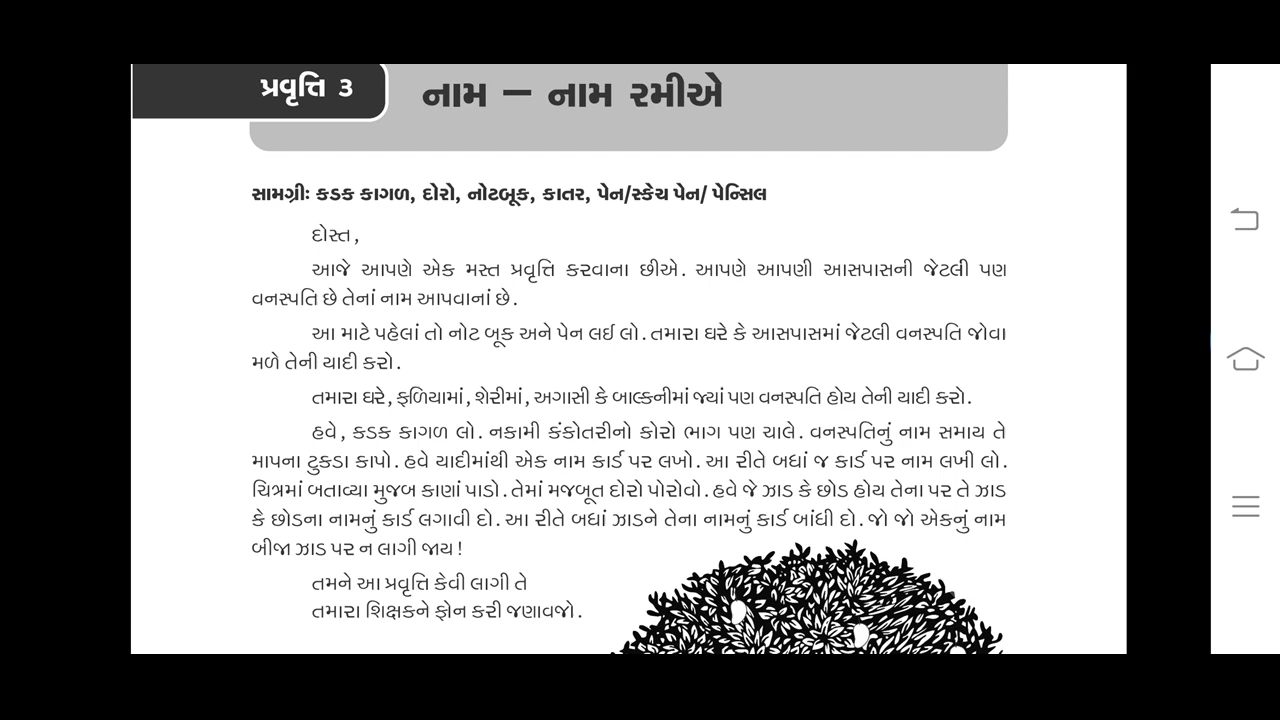 પ્રવૃત્તિ ૩
નામ – નામ રમીએ
સામગ્રી: કડક કાગળ, દોરો, નોટબૂક, કાતર, પેન/સ્કેચ પેન/ પેન્સિલ
દોસ્ત,
આજે આપણે એક મસ્ત પ્રવૃત્તિ કરવાના છીએ. આપણે આપણી આસપાસની જેટલી પણ
વનસ્પતિ છે તેનાં નામ આપવાનાં છે.
આ માટે પહેલાં તો નોટ બૂક અને પેન લઈ લો. તમારા ઘરે કે આસપાસમાં જેટલી વનસ્પતિ જોવા
મળે તેની યાદી કરો.
તમારા ઘરે, ફળિયામાં, શેરીમાં, અગાસી કે બાલ્કનીમાં જ્યાં પણ વનસ્પતિ હોય તેની યાદી કરો.
હવે, કડક કાગળ લો. નકામી કંકોતરીનો કોરો ભાગ પણ ચાલે. વનસ્પતિનું નામ સમાય તે
માપના ટુકડા કાપો. હવે યાદીમાંથી એક નામ કાર્ડ પર લખો. આ રીતે બધાં જ કાર્ડ પર નામ લખી લો.
ચિત્રમાં બતાવ્યા મુજબ કાણાં પાડો. તેમાં મજબૂત દોરો પોરોવો. હવે જે ઝાડ કે છોડ હોય તેના પર તે ઝાડ
કે છોડના નામનું કાર્ડ લગાવી દો. આ રીતે બધાં ઝાડને તેના નામનું કાર્ડ બાંધી દો. જો જો એકનું નામ
બીજા ઝાડ પર ન લાગી જાય!
તમને આ પ્રવૃત્તિ કેવી લાગી તે
તમારા શિક્ષકને ફોન કરી જણાવજો.